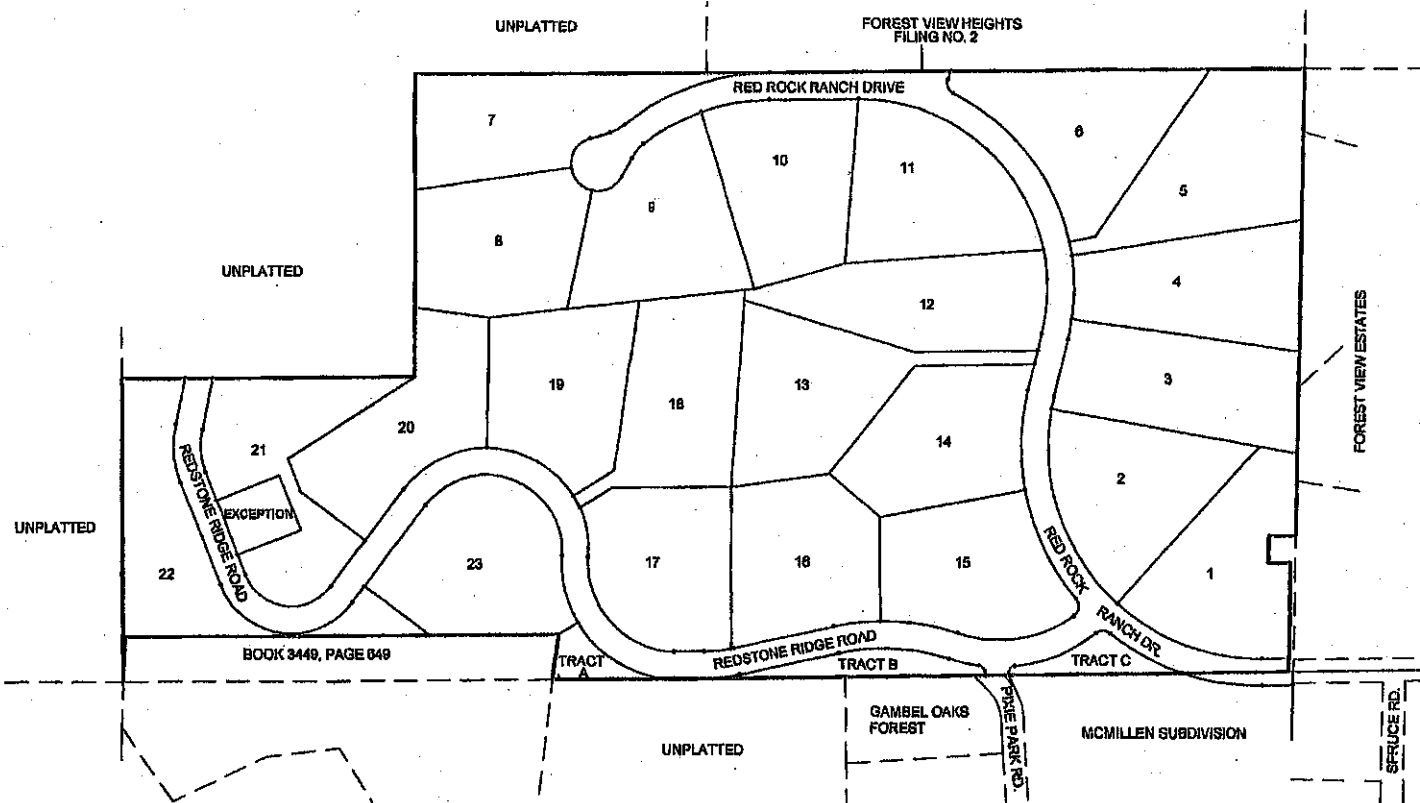 UNPLATTED
FOREST VIEW HEIGHTS
FILING NO. 2
RED ROCK RANCH DRIVE
7
6
10
11
5
9
8
UNPLATTED
4
12
FOREST VIEW ESTATES
3
19
18
13
20
14
21
2
REDSTONE RIDGE ROAD
EXCEPTION
UNPLATTED
22
23
17
16
15
RED ROCK
RANCH DR.
1
BOOK 3449, PAGE 649
TRACT
A
REDSTONE RIDGE ROAD
TRACT B
TRACT C
GAMBEL OAKS
FOREST
PIXIE PARK RD.
MCMILLEN SUBDIVISION
SPRUCE RD.
UNPLATTED